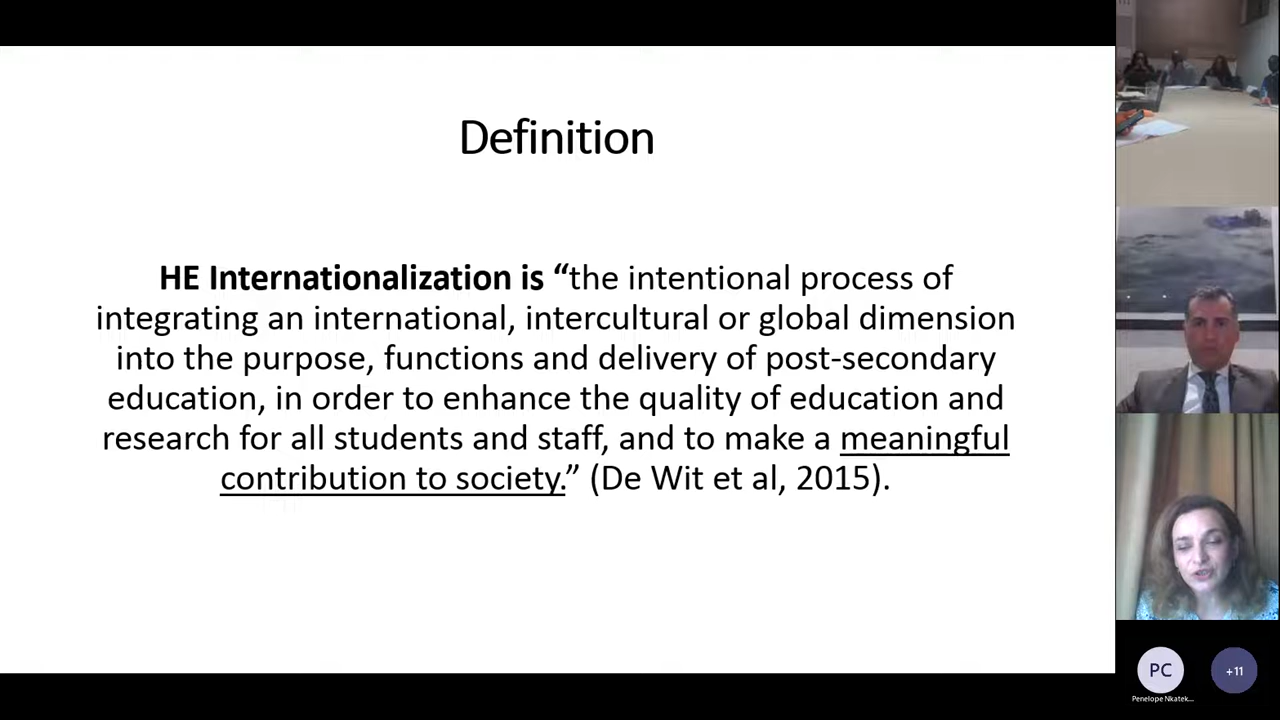 Definition
HE Internationalization is “the intentional process of
integrating an international, intercultural or global dimension
into the purpose, functions and delivery of post-secondary
education, in order to enhance the quality of education and
research for all students and staff, and to make a meaningful
contribution to society.” (De Wit et al, 2015).
PC
+11
Penelope Nkatek...